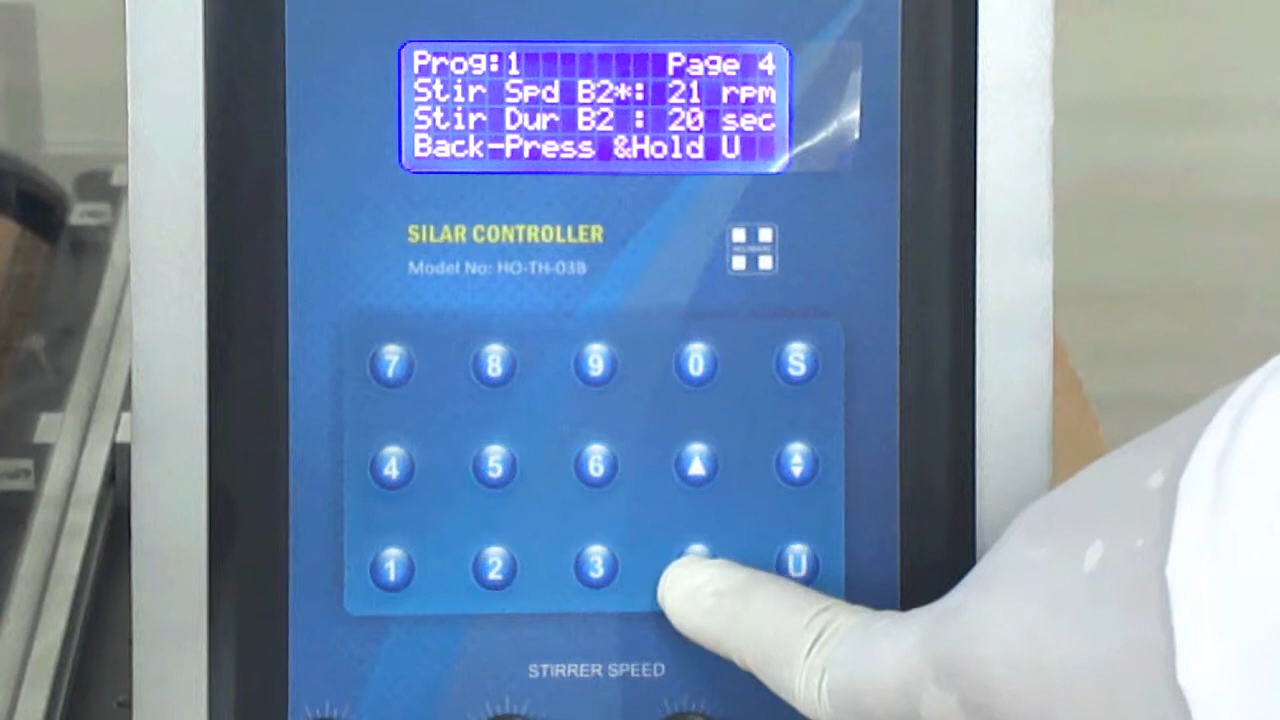 Prog:1 Page 4
Stir Spd B2*: 21 rpm
Stir Dur B2 : 20 sec
Back-Press &Hold U
SILAR CONTROLLER
Model No: HO-TH-03B
7 8 9 0 S
4 5 6
1 2 3 U
STIRRER SPEED